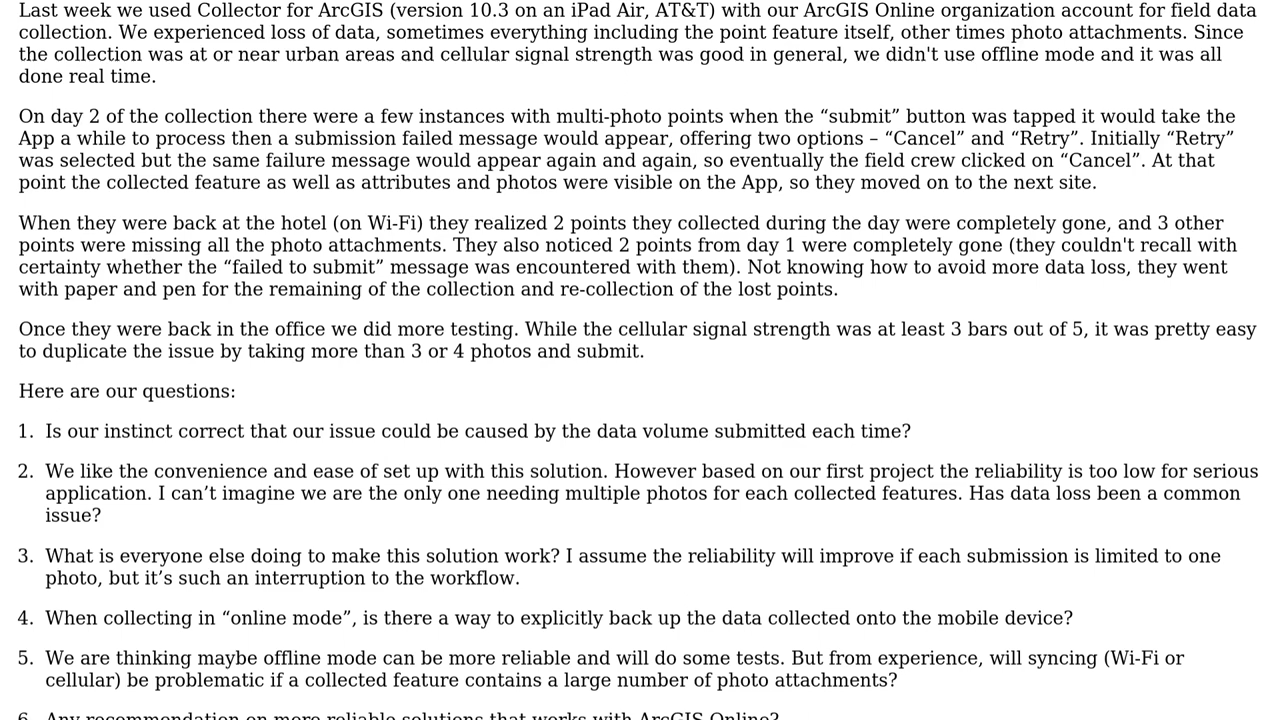 Last week we used Collector for ArcGIS (version 10.3 on an iPad Air, AT&T) with our ArcGIS Online organization account for field data
collection. We experienced loss of data, sometimes everything including the point feature itself, other times photo attachments. Since
the collection was at or near urban areas and cellular signal strength was good in general, we didn't use offline mode and it was all
done real time.
On day 2 of the collection there were a few instances with multi-photo points when the “submit” button was tapped it would take the
App a while to process then a submission failed message would appear, offering two options – “Cancel” and “Retry”. Initially “Retry”
was selected but the same failure message would appear again and again, so eventually the field crew clicked on “Cancel”. At that
point the collected feature as well as attributes and photos were visible on the App, so they moved on to the next site.
When they were back at the hotel (on Wi-Fi) they realized 2 points they collected during the day were completely gone, and 3 other
points were missing all the photo attachments. They also noticed 2 points from day 1 were completely gone (they couldn't recall with
certainty whether the “failed to submit” message was encountered with them). Not knowing how to avoid more data loss, they went
with paper and pen for the remaining of the collection and re-collection of the lost points.
Once they were back in the office we did more testing. While the cellular signal strength was at least 3 bars out of 5, it was pretty easy
to duplicate the issue by taking more than 3 or 4 photos and submit.
Here are our questions:
1. Is our instinct correct that our issue could be caused by the data volume submitted each time?
2. We like the convenience and ease of set up with this solution. However based on our first project the reliability is too low for serious
application. I can’t imagine we are the only one needing multiple photos for each collected features. Has data loss been a common
issue?
3. What is everyone else doing to make this solution work? I assume the reliability will improve if each submission is limited to one
photo, but it’s such an interruption to the workflow.
4. When collecting in “online mode”, is there a way to explicitly back up the data collected onto the mobile device?
5. We are thinking maybe offline mode can be more reliable and will do some tests. But from experience, will syncing (Wi-Fi or
cellular) be problematic if a collected feature contains a large number of photo attachments?
6. Any recommendation on more reliable solutions that works with ArcGIS Online?